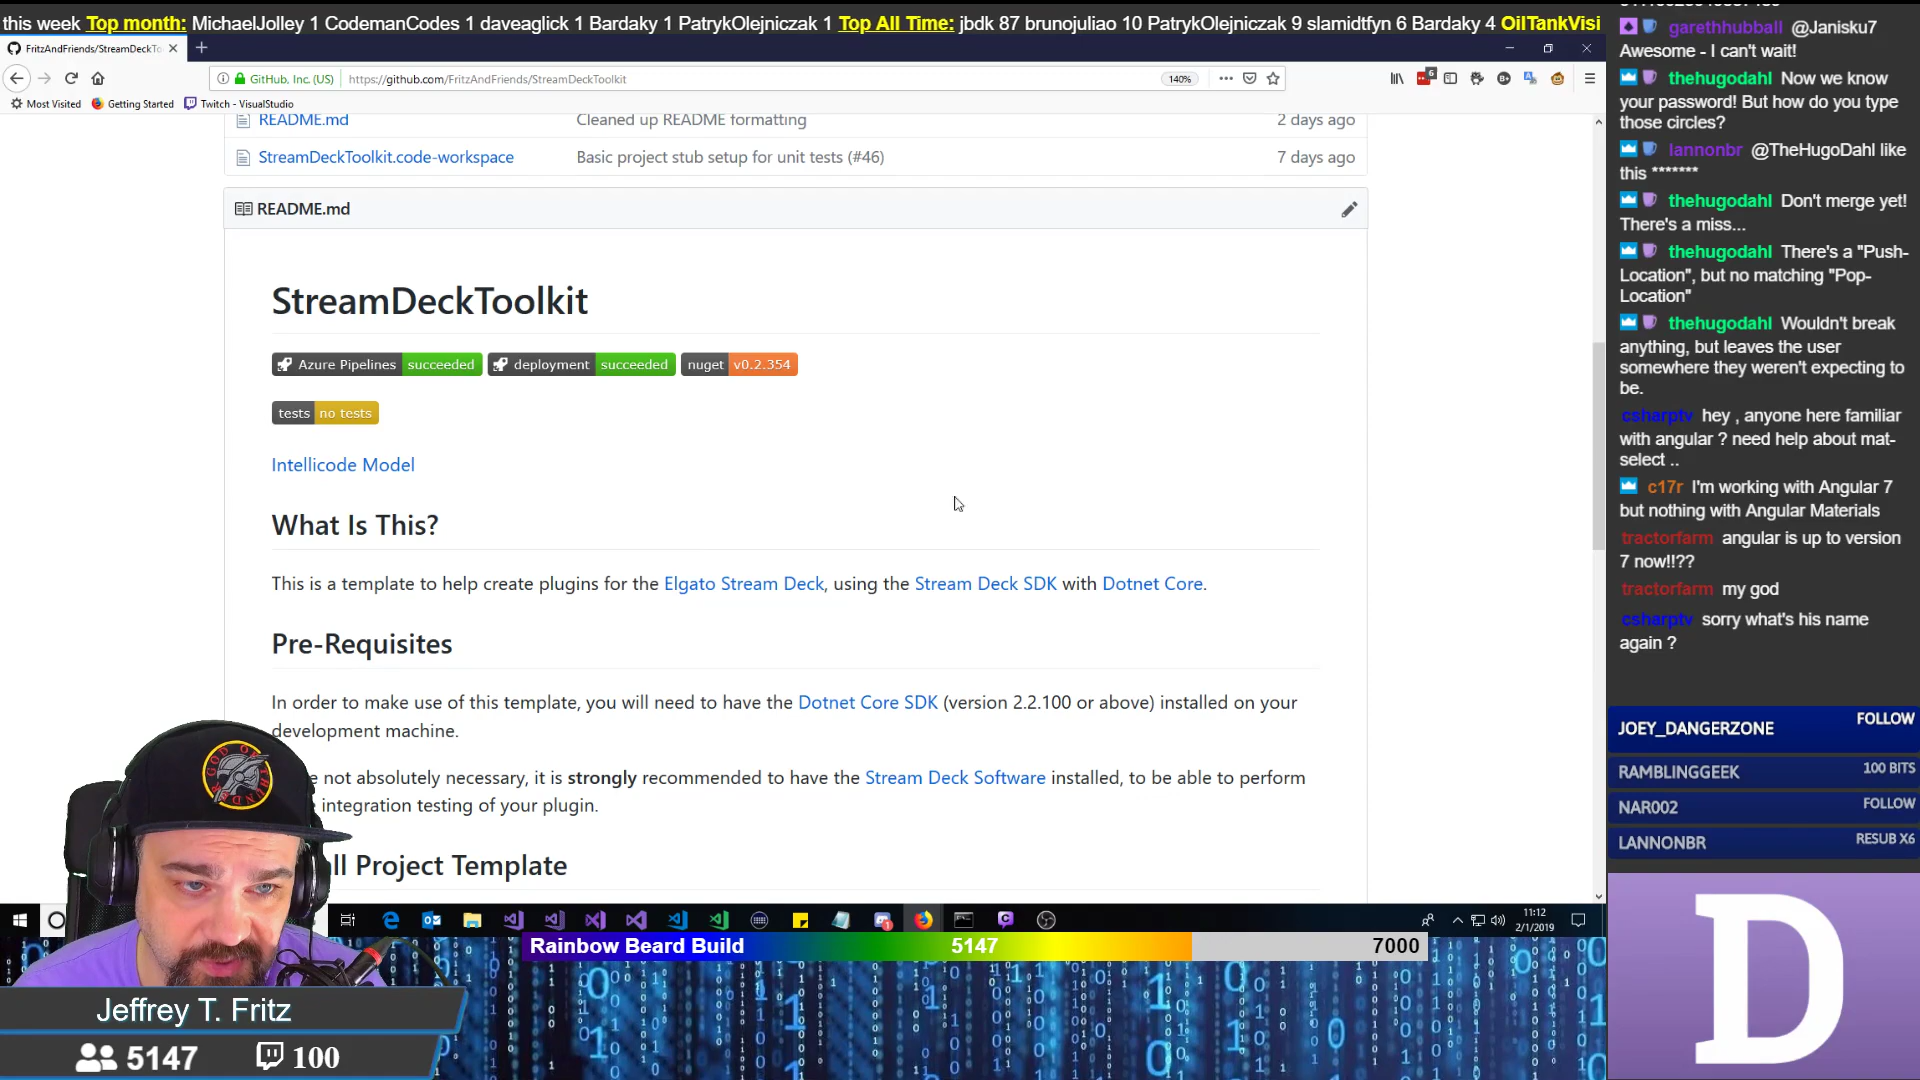 this week Top month: MichaelJolley 1 CodemanCodes 1 daveaglick 1 Bardaky 1 PatrykOlejniczak 1 Top All Time: jbdk 87 brunojuliao 10 PatrykOlejniczak 9 slamidtfyn 6 Bardaky 4 OilTankVisi
FritzAndFriends/StreamDeckTo
GitHub, Inc. (US) https://github.com/FritzAndFriends/StreamDeckToolkit 140% 6
Most Visited Getting Started Twitch - VisualStudio
README.md Cleaned up README formatting 2 days ago
StreamDeckToolkit.code-workspace Basic project stub setup for unit tests (#46) 7 days ago
README.md
StreamDeckToolkit
Azure Pipelines succeeded deployment succeeded nuget v0.2.354
tests no tests
Intellicode Model
What Is This?
This is a template to help create plugins for the Elgato Stream Deck, using the Stream Deck SDK with Dotnet Core.
Pre-Requisites
In order to make use of this template, you will need to have the Dotnet Core SDK (version 2.2.100 or above) installed on your
development machine.
not absolutely necessary, it is strongly recommended to have the Stream Deck Software installed, to be able to perform
integration testing of your plugin.
Project Template
11:12
2/1/2019
Rainbow Beard Build 5147 7000
Jeffrey T. Fritz
5147 100
garethhubball @Janisku7
Awesome - I can't wait!
thehugodahl Now we know
your password! But how do you type
those circles?
lannonbr @TheHugoDahl like
this *******
thehugodahl Don't merge yet!
There's a miss...
thehugodahl There's a "Push-
Location", but no matching "Pop-
Location"
thehugodahl Wouldn't break
anything, but leaves the user
somewhere they weren't expecting to
be.
csharptv hey , anyone here familiar
with angular ? need help about mat-
select ..
c17r I'm working with Angular 7
but nothing with Angular Materials
tractorfarm angular is up to version
7 now!!??
tractorfarm my god
csharptv sorry what's his name
again ?
JOEY_DANGERZONE FOLLOW
RAMBLINGGEEK 100 BITS
NAR002 FOLLOW
LANNONBR RESUB X6
D